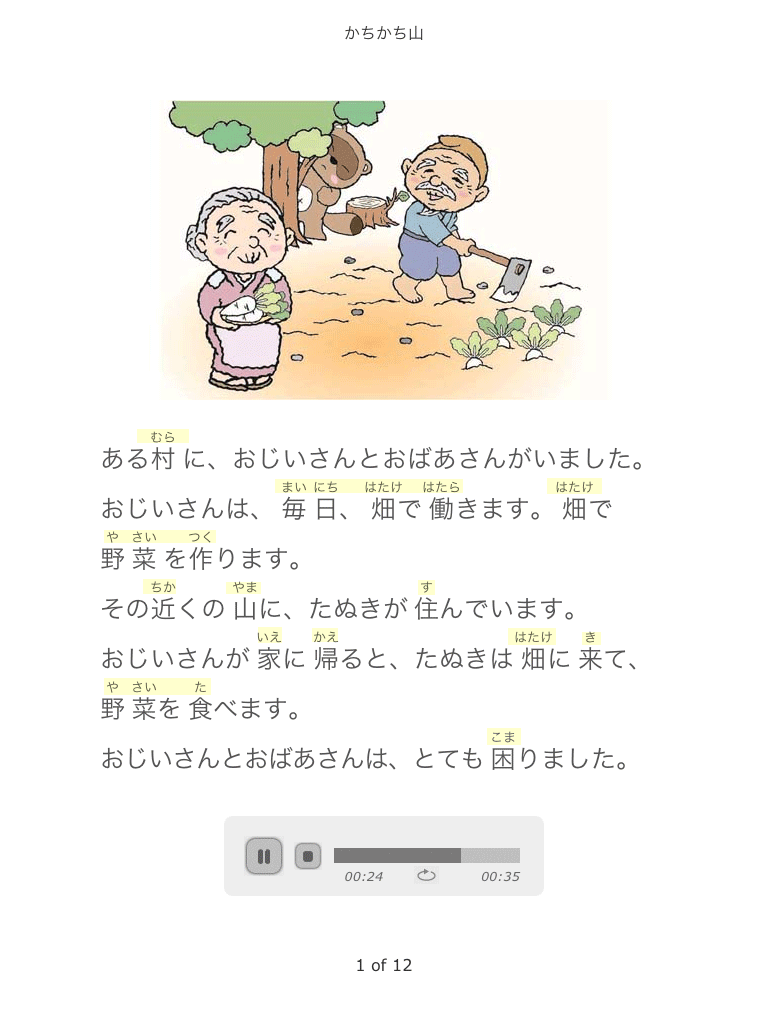 かちかち山
むら
ある村に、おじいさんとおばあさんがいました。
まい にち はたけ はたら はたけ
おじいさんは、毎日、畑で働きます。畑で
や さい つく
野菜を作ります。
ちか やま す
その近くの山に、たぬきが住んでいます。
いえ かえ はたけ き
おじいさんが家に帰ると、たぬきは畑に来て、
や さい た
野菜を食べます。
こま
おじいさんとおばあさんは、とても困りました。
00:24 00:35
1 of 12